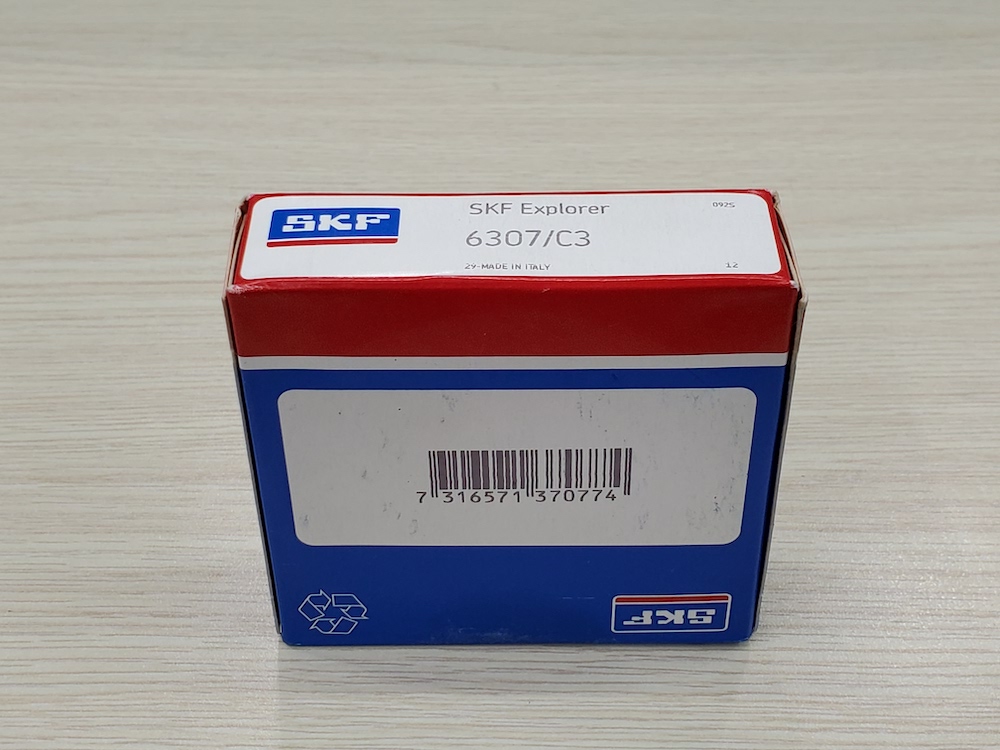 SKF
SKF Explorer
0925
6307/C3
29-MADE IN ITALY
12
7 316571 370774
SKF